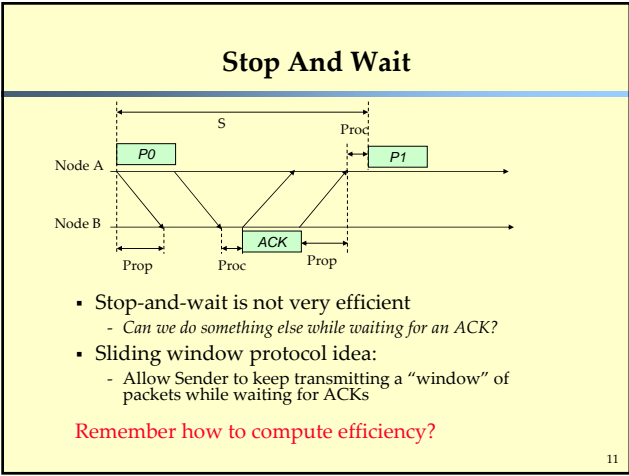 Stop And Wait
S
Proc
P0
P1
Node A
Node B
ACK
Prop
Proc
Prop
▪ Stop-and-wait is not very efficient
- Can we do something else while waiting for an ACK?
▪ Sliding window protocol idea:
- Allow Sender to keep transmitting a “window” of
packets while waiting for ACKs
Remember how to compute efficiency?
11